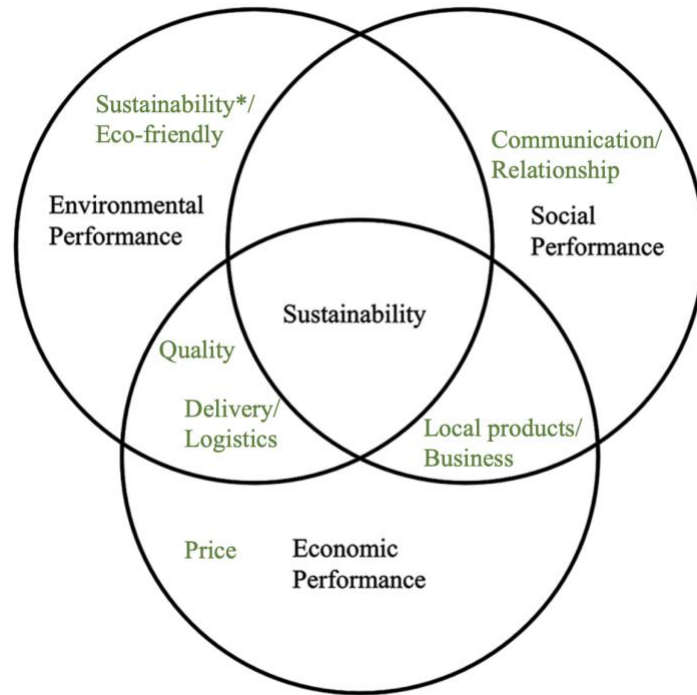 Sustainability*/
Eco-friendly
Communication/
Relationship
Environmental
Performance
Social
Performance
Sustainability
Quality
Delivery/
Logistics
Local products/
Business
Price
Economic
Performance